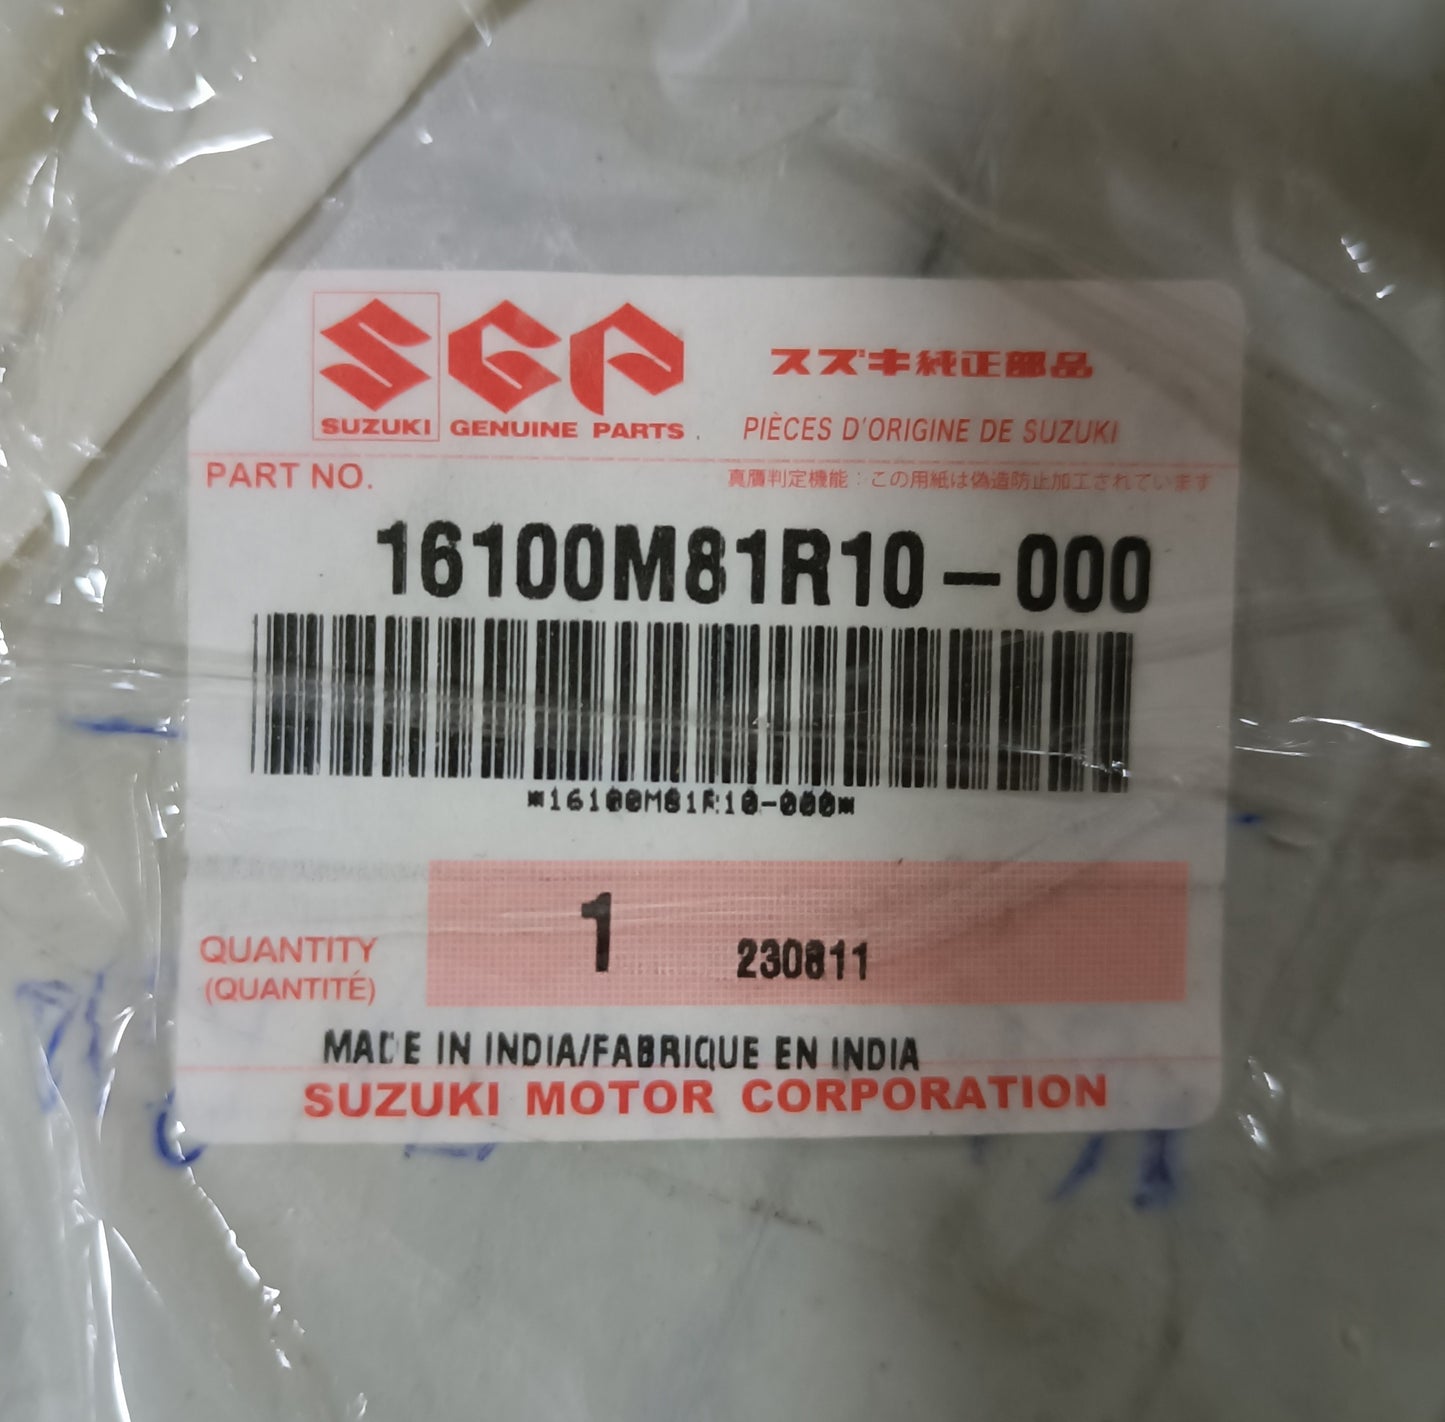 SUZUKI GENUINE PARTS
スズキ純正部品
PIÈCES D'ORIGINE DE SUZUKI
PART NO.
真贋判定機能：この用紙は偽造防止加工されています
16100M81R10-000
*16100M81R10-000*
QUANTITY 1 230811
(QUANTITÉ)
MADE IN INDIA/FABRIQUE EN INDIA
SUZUKI MOTOR CORPORATION